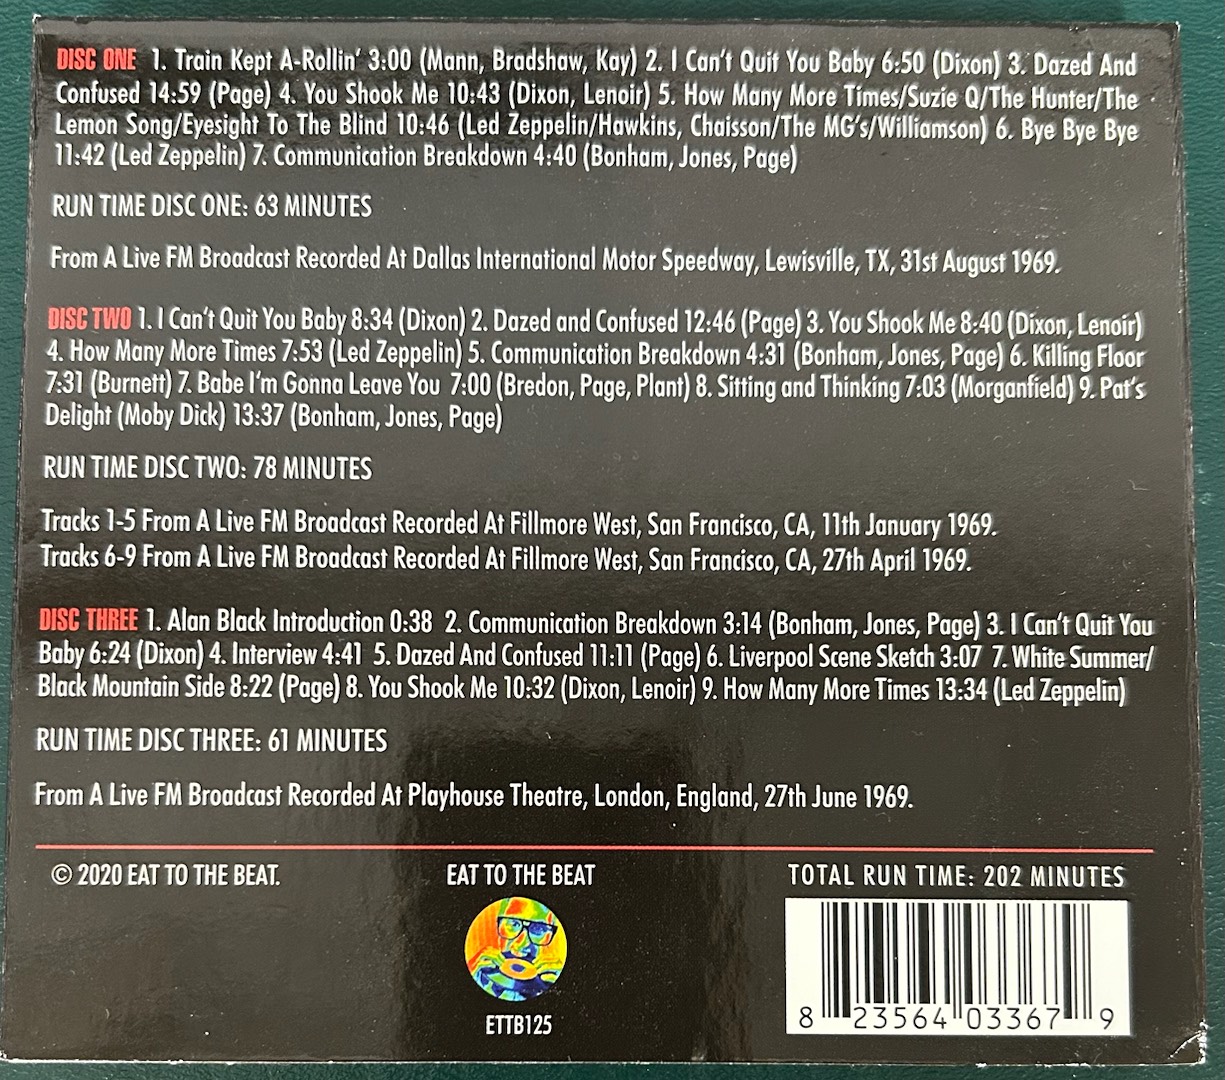 DISC ONE 1. Train Kept A-Rollin' 3:00 (Mann, Bradshaw, Kay) 2. I Can't Quit You Baby 6:50 (Dixon) 3. Dazed And
Confused 14:59 (Page) 4. You Shook Me 10:43 (Dixon, Lenoir) 5. How Many More Times/Suzie Q/The Hunter/The
Lemon Song/Eyesight To The Blind 10:46 (Led Zeppelin/Hawkins, Chaisson/The MG's/Williamson) 6. Bye Bye Bye
11:42 (Led Zeppelin) 7. Communication Breakdown 4:40 (Bonham, Jones, Page)
RUN TIME DISC ONE: 63 MINUTES
From A Live FM Broadcast Recorded At Dallas International Motor Speedway, Lewisville, TX, 31st August 1969.
DISC TWO 1. I Can't Quit You Baby 8:34 (Dixon) 2. Dazed and Confused 12:46 (Page) 3. You Shook Me 8:40 (Dixon, Lenoir)
4. How Many More Times 7:53 (Led Zeppelin) 5. Communication Breakdown 4:31 (Bonham, Jones, Page) 6. Killing Floor
7:31 (Burnett) 7. Babe I'm Gonna Leave You 7:00 (Bredon, Page, Plant) 8. Sitting and Thinking 7:03 (Morganfield) 9. Pat's
Delight (Moby Dick) 13:37 (Bonham, Jones, Page)
RUN TIME DISC TWO: 78 MINUTES
Tracks 1-5 From A Live FM Broadcast Recorded At Fillmore West, San Francisco, CA, 11th January 1969.
Tracks 6-9 From A Live FM Broadcast Recorded At Fillmore West, San Francisco, CA, 27th April 1969.
DISC THREE 1. Alan Black Introduction 0:38 2. Communication Breakdown 3:14 (Bonham, Jones, Page) 3. I Can't Quit You
Baby 6:24 (Dixon) 4. Interview 4:41 5. Dazed And Confused 11:11 (Page) 6. Liverpool Scene Sketch 3:07 7. White Summer/
Black Mountain Side 8:22 (Page) 8. You Shook Me 10:32 (Dixon, Lenoir) 9. How Many More Times 13:34 (Led Zeppelin)
RUN TIME DISC THREE: 61 MINUTES
From A Live FM Broadcast Recorded At Playhouse Theatre, London, England, 27th June 1969.
© 2020 EAT TO THE BEAT.
EAT TO THE BEAT
TOTAL RUN TIME: 202 MINUTES
ETTB125
8 23564 03367 9